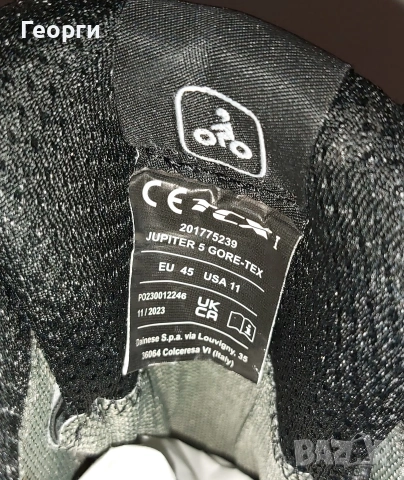 Георги
CE TCX I
201775239
JUPITER 5 GORE-TEX
EU 45 USA 11
PO230012246
11/2023
UK
CA
Dainese S.p.a. via Louvigny, 35
36064 Colceresa VI (Italy)
BAZAR